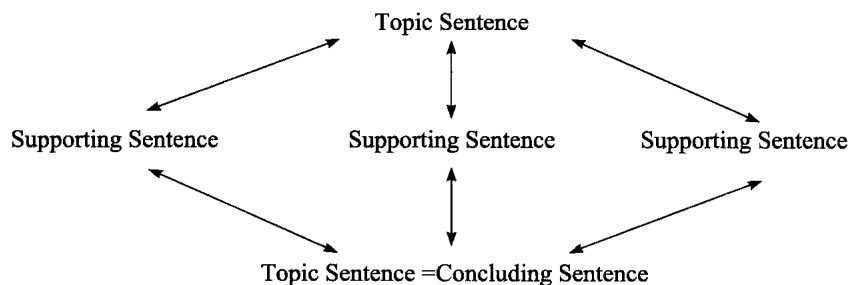 Topic Sentence
Supporting Sentence Supporting Sentence Supporting Sentence
Topic Sentence =Concluding Sentence